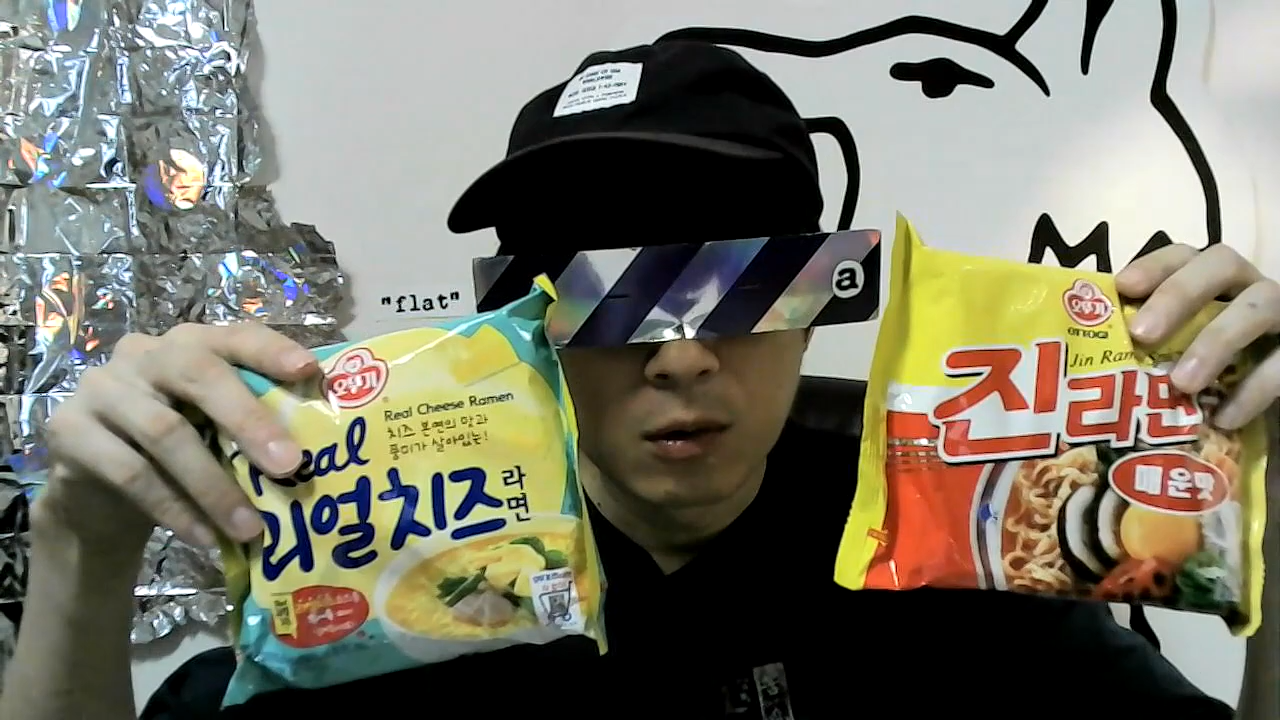 "flat"
a
오뚜기
Real Cheese Ramen
치즈 본연의 맛과
풍미가 살아있는!
Real
리얼치즈
라면
오뚜기
OTTOGI
Jin Ram
진라면
매운맛